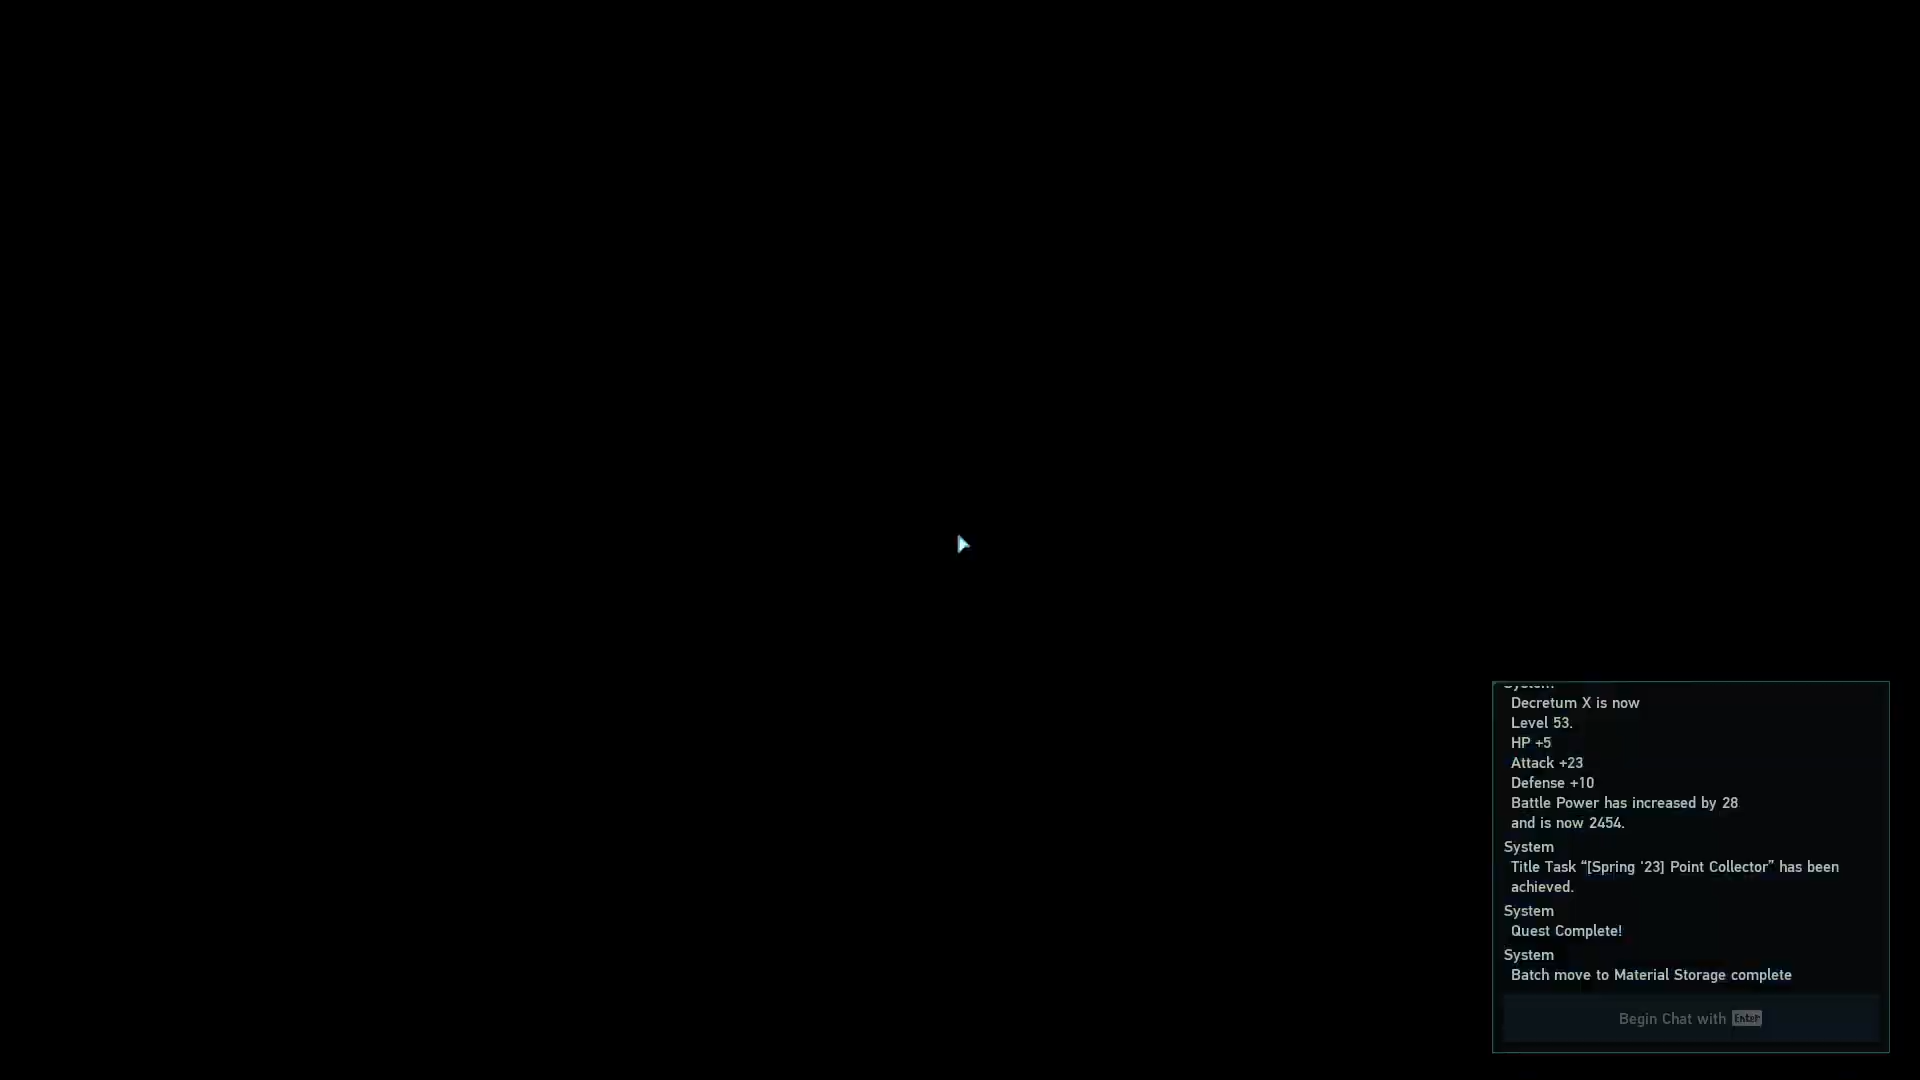 System
Decretum X is now
Level 53.
HP +5
Attack +23
Defense +10
Battle Power has increased by 28
and is now 2454.
System
Title Task “[Spring '23] Point Collector” has been
achieved.
System
Quest Complete!
System
Batch move to Material Storage complete
Begin Chat with Enter